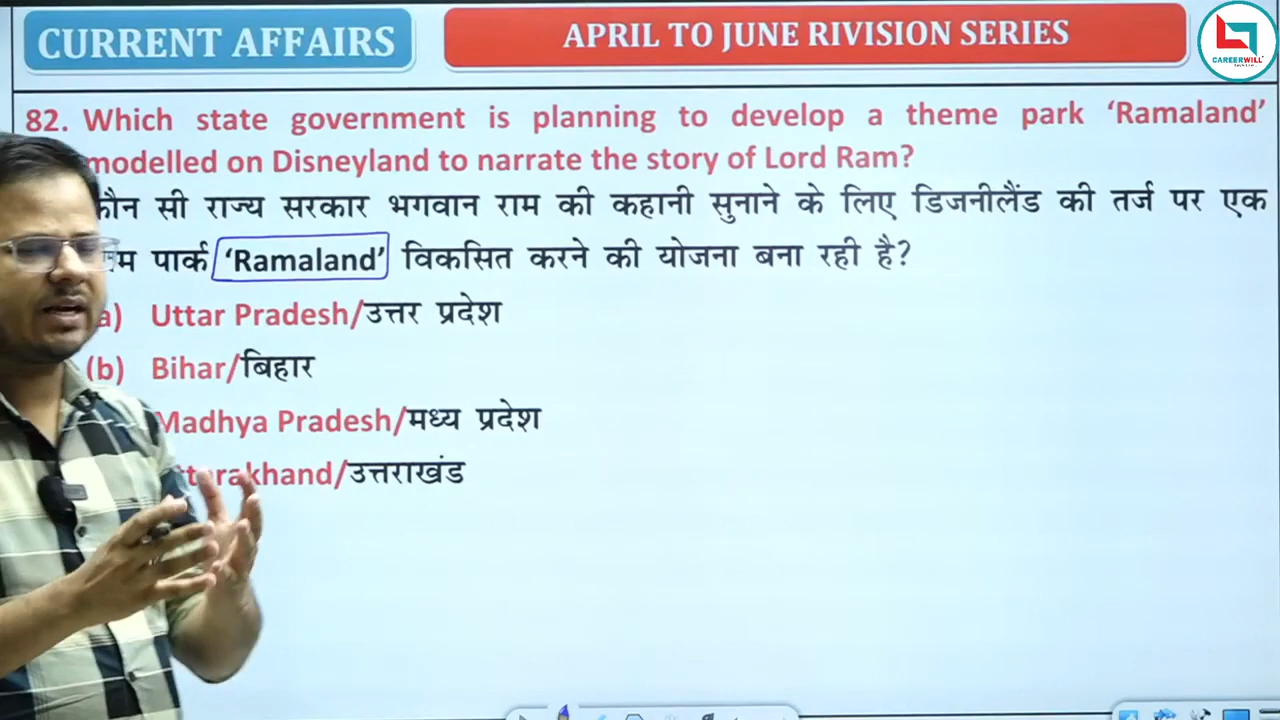 CURRENT AFFAIRS
APRIL TO JUNE RIVISION SERIES
CAREERWILL
82. Which state government is planning to develop a theme park ‘Ramaland’
modelled on Disneyland to narrate the story of Lord Ram?
कौन सी राज्य सरकार भगवान राम की कहानी सुनाने के लिए डिजनीलैंड की तर्ज पर एक
पार्क ‘Ramaland’ विकसित करने की योजना बना रही है?
a) Uttar Pradesh/उत्तर प्रदेश
(b) Bihar/बिहार
Madhya Pradesh/मध्य प्रदेश
ttarakhand/उत्तराखंड